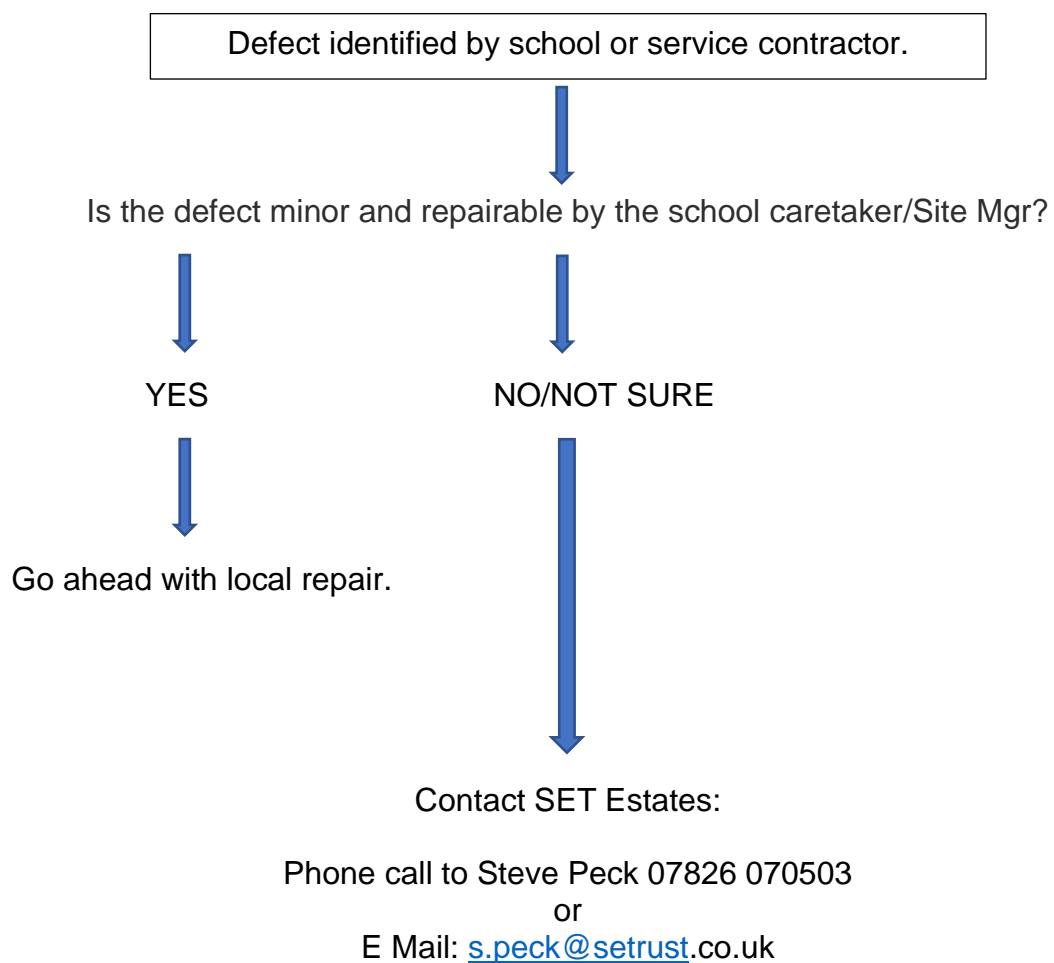 Defect identified by school or service contractor.
Is the defect minor and repairable by the school caretaker/Site Mgr?
YES
NO/NOT SURE
Go ahead with local repair.
Contact SET Estates:
Phone call to Steve Peck 07826 070503
or
E Mail: s.peck@setrust.co.uk